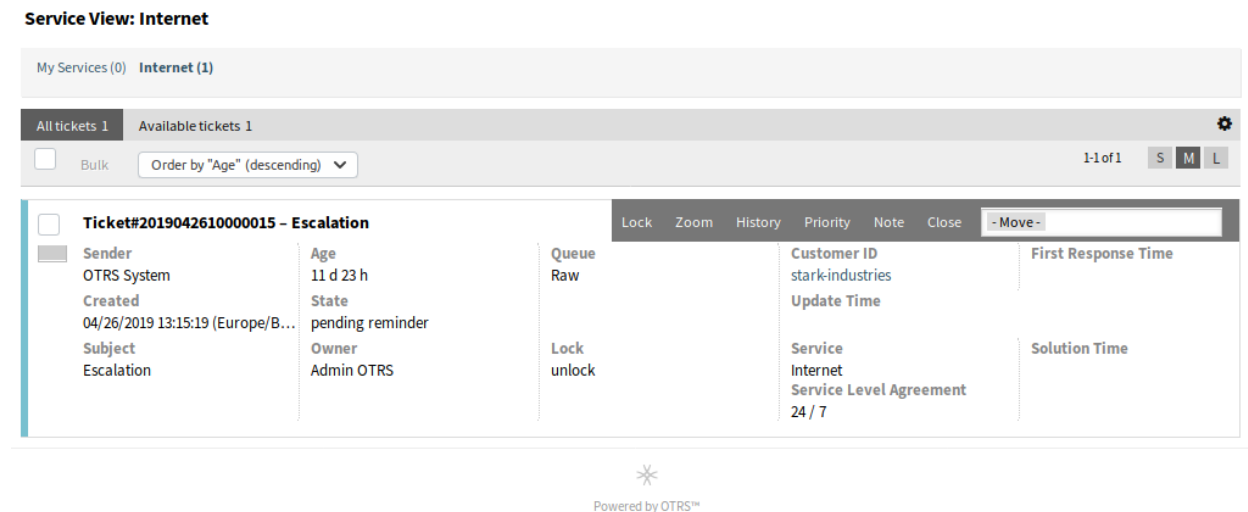 Service View: Internet
My Services (0) Internet (1)
All tickets 1 Available tickets 1
Bulk Order by "Age" (descending) 1-1 of 1 S M L
Ticket#2019042610000015 – Escalation Lock Zoom History Priority Note Close - Move -
Sender Age Queue Customer ID First Response Time
OTRS System 11 d 23 h Raw stark-industries
Created State Update Time
04/26/2019 13:15:19 (Europe/B... pending reminder
Subject Owner Lock Service Solution Time
Escalation Admin OTRS unlock Internet
Service Level Agreement
24 / 7
Powered by OTRS™